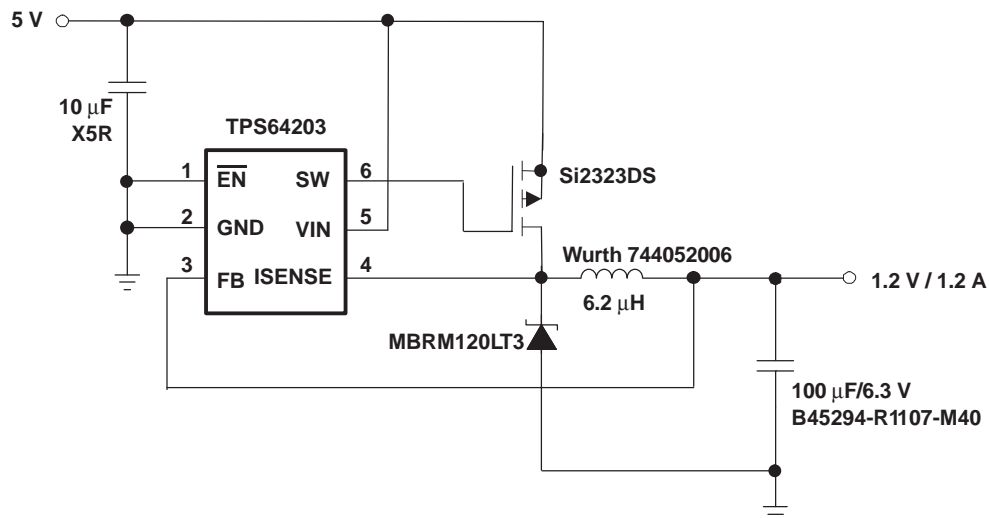 5 V
10 μF
X5R
TPS64203
1
EN
SW
6
2
GND
VIN
5
3
FB
ISENSE
4
Si2323DS
Wurth 744052006
6.2 μH
1.2 V / 1.2 A
MBRM120LT3
100 μF/6.3 V
B45294-R1107-M40